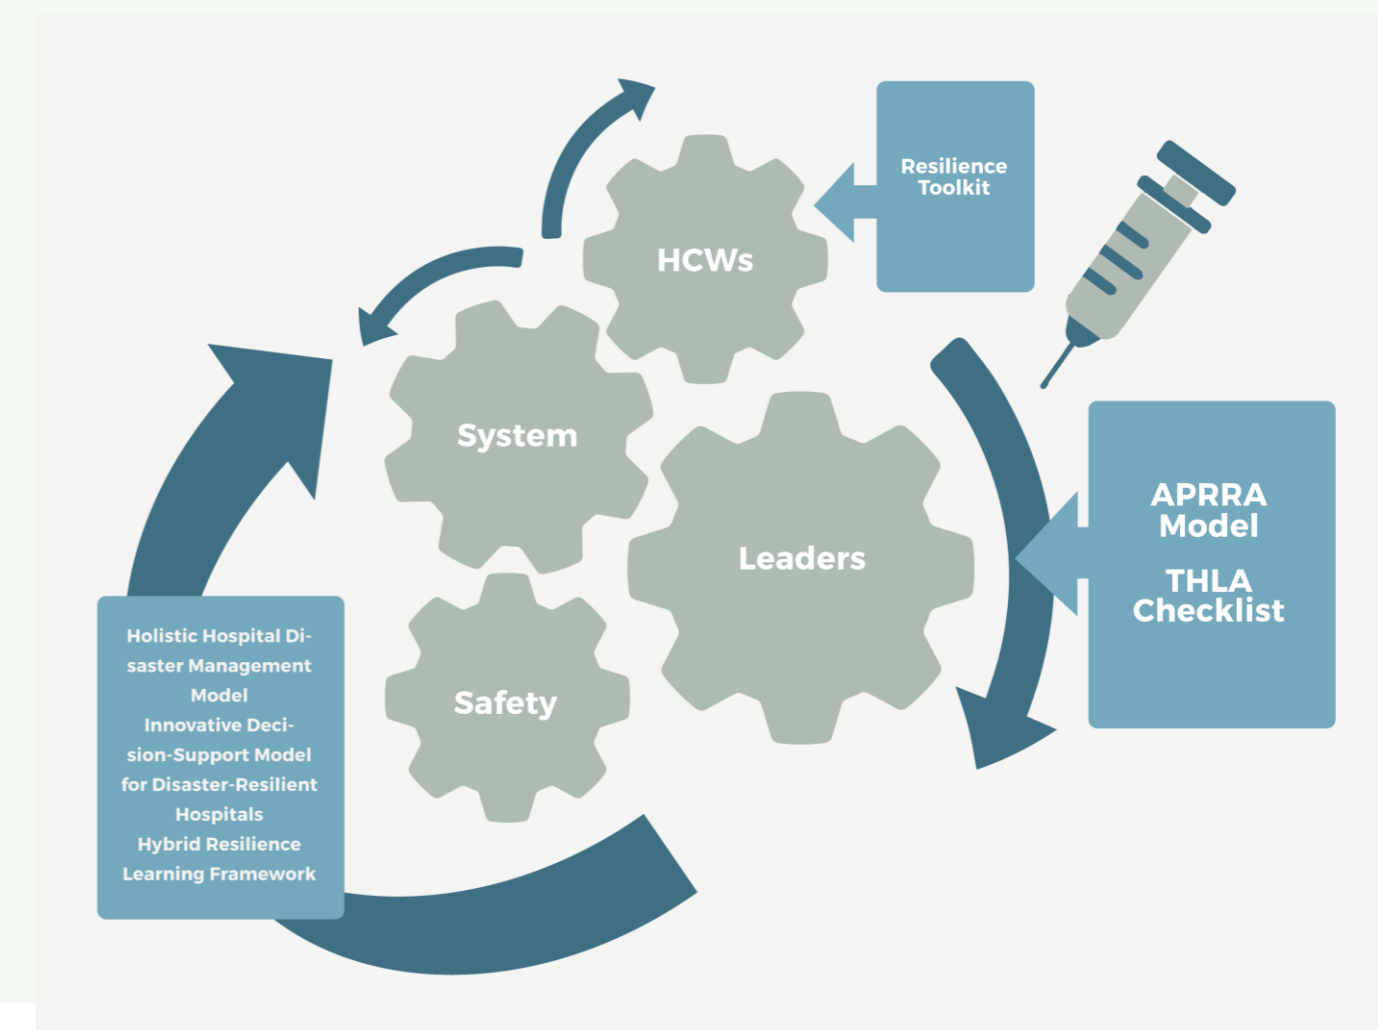 Resilience
Toolkit
HCWs
System
APRRA
Model
THLA
Checklist
Leaders
Holistic Hospital Di-
saster Management
Model
Innovative Deci-
sion-Support Model
for Disaster-Resilient
Hospitals
Hybrid Resilience
Learning Framework
Safety